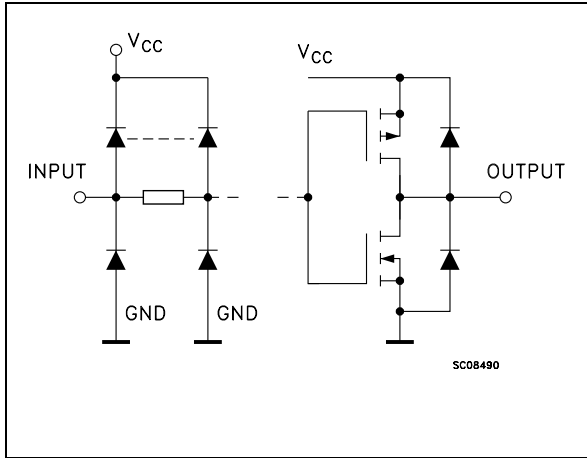 VCC
VCC
INPUT
OUTPUT
GND
GND
SC08490